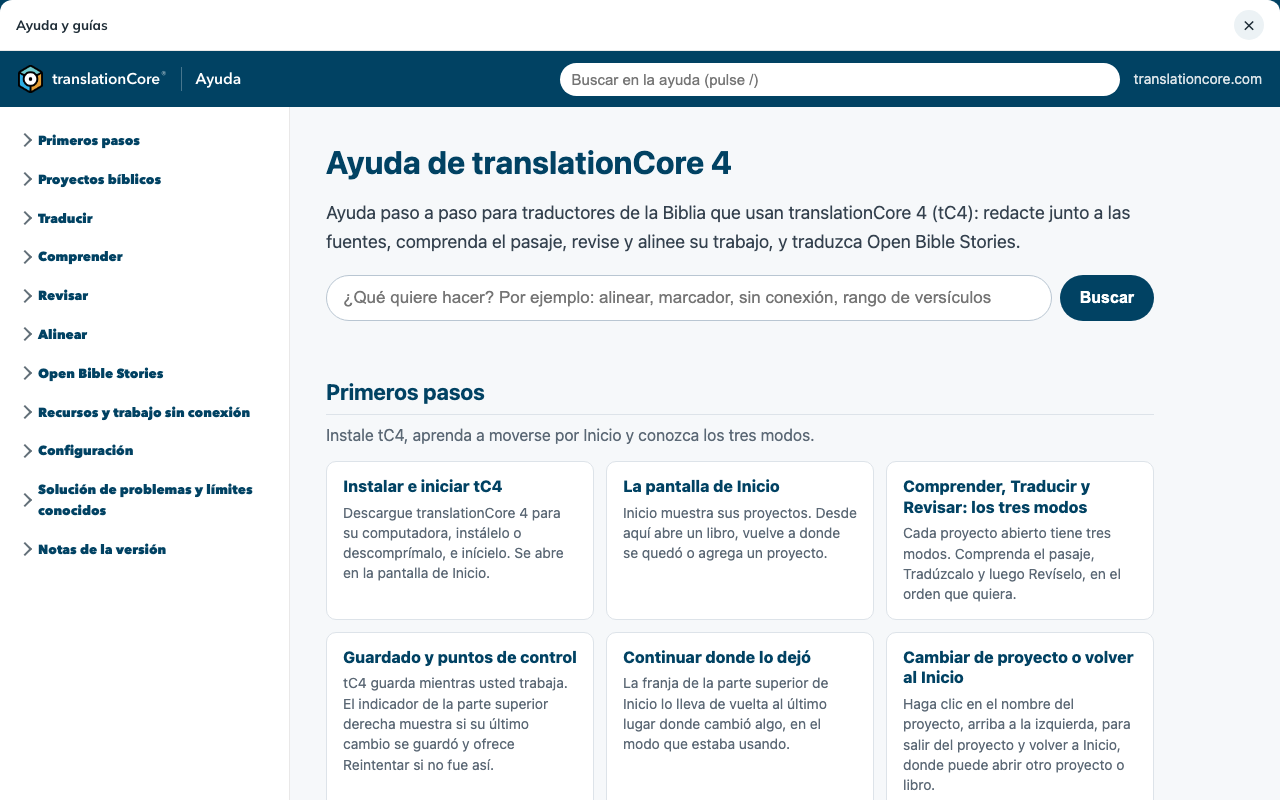 Ayuda y guías
translationCore® Ayuda
Buscar en la ayuda (pulse /)
translationcore.com
Primeros pasos
Proyectos bíblicos
Traducir
Comprender
Revisar
Alinear
Open Bible Stories
Recursos y trabajo sin conexión
Configuración
Solución de problemas y límites
conocidos
Notas de la versión
Ayuda de translationCore 4
Ayuda paso a paso para traductores de la Biblia que usan translationCore 4 (tC4): redacte junto a las
fuentes, comprenda el pasaje, revise y alinee su trabajo, y traduzca Open Bible Stories.
¿Qué quiere hacer? Por ejemplo: alinear, marcador, sin conexión, rango de versículos
Buscar
Primeros pasos
Instale tC4, aprenda a moverse por Inicio y conozca los tres modos.
Instalar e iniciar tC4
Descargue translationCore 4 para
su computadora, instálelo o
descomprímalo, e inícielo. Se abre
en la pantalla de Inicio.
La pantalla de Inicio
Inicio muestra sus proyectos. Desde
aquí abre un libro, vuelve a donde
se quedó o agrega un proyecto.
Comprender, Traducir y
Revisar: los tres modos
Cada proyecto abierto tiene tres
modos. Comprenda el pasaje,
Tradúzcalo y luego Revíselo, en el
orden que quiera.
Guardado y puntos de control
tC4 guarda mientras usted trabaja.
El indicador de la parte superior
derecha muestra si su último
cambio se guardó y ofrece
Reintentar si no fue así.
Continuar donde lo dejó
La franja de la parte superior de
Inicio lo lleva de vuelta al último
lugar donde cambió algo, en el
modo que estaba usando.
Cambiar de proyecto o volver
al Inicio
Haga clic en el nombre del
proyecto, arriba a la izquierda, para
salir del proyecto y volver a Inicio,
donde puede abrir otro proyecto o
libro.